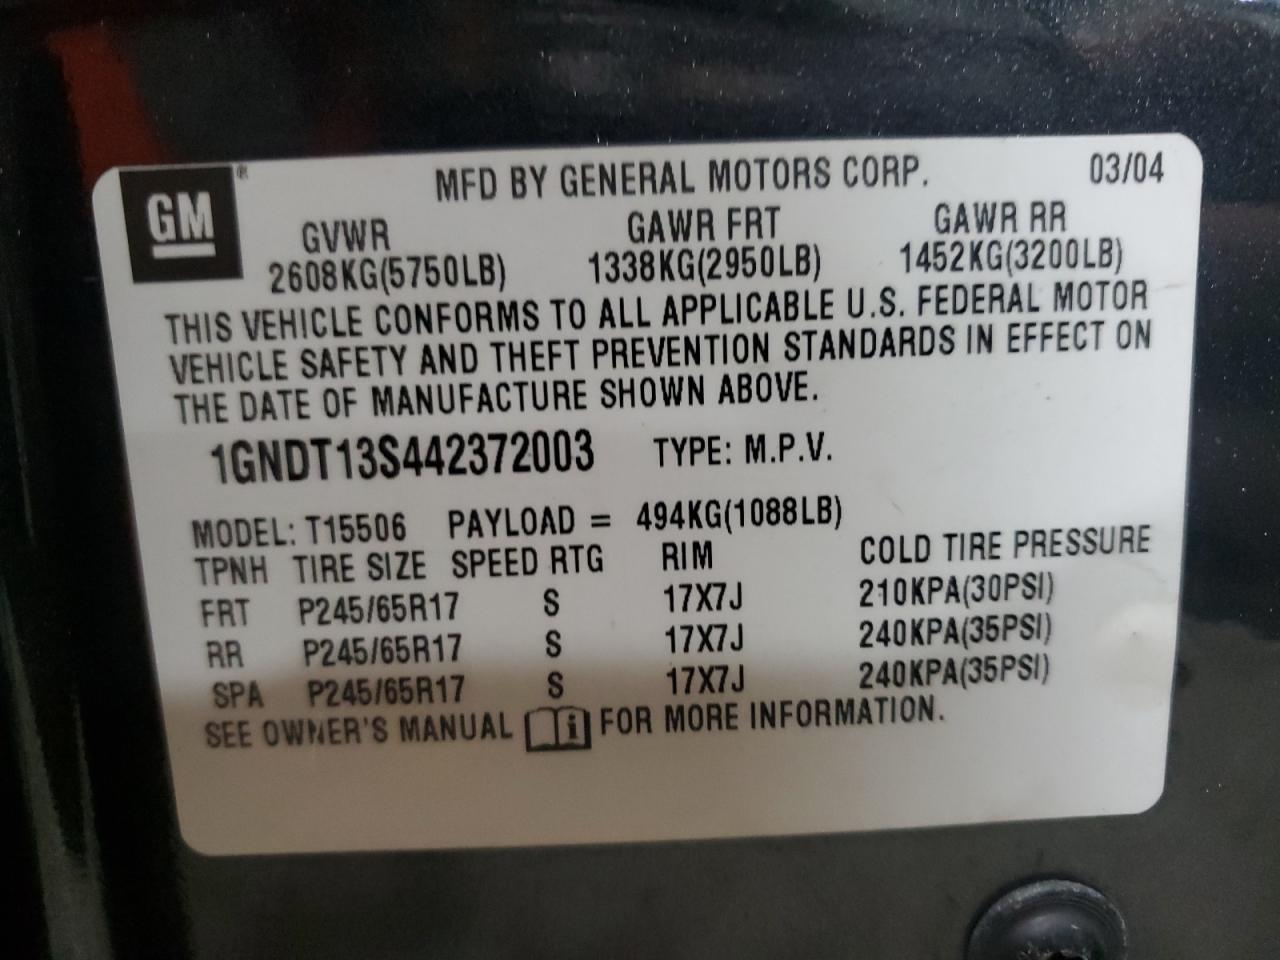 GM® MFD BY GENERAL MOTORS CORP. 03/04
GVWR GAWR FRT GAWR RR
2608KG(5750LB) 1338KG(2950LB) 1452KG(3200LB)
THIS VEHICLE CONFORMS TO ALL APPLICABLE U.S. FEDERAL MOTOR
VEHICLE SAFETY AND THEFT PREVENTION STANDARDS IN EFFECT ON
THE DATE OF MANUFACTURE SHOWN ABOVE.
1GNDT13S442372003 TYPE: M.P.V.
MODEL: T15506 PAYLOAD = 494KG(1088LB)
TPNH TIRE SIZE SPEED RTG RIM COLD TIRE PRESSURE
FRT P245/65R17 S 17X7J 210KPA(30PSI)
RR P245/65R17 S 17X7J 240KPA(35PSI)
SPA P245/65R17 S 17X7J 240KPA(35PSI)
SEE OWNER'S MANUAL i FOR MORE INFORMATION.